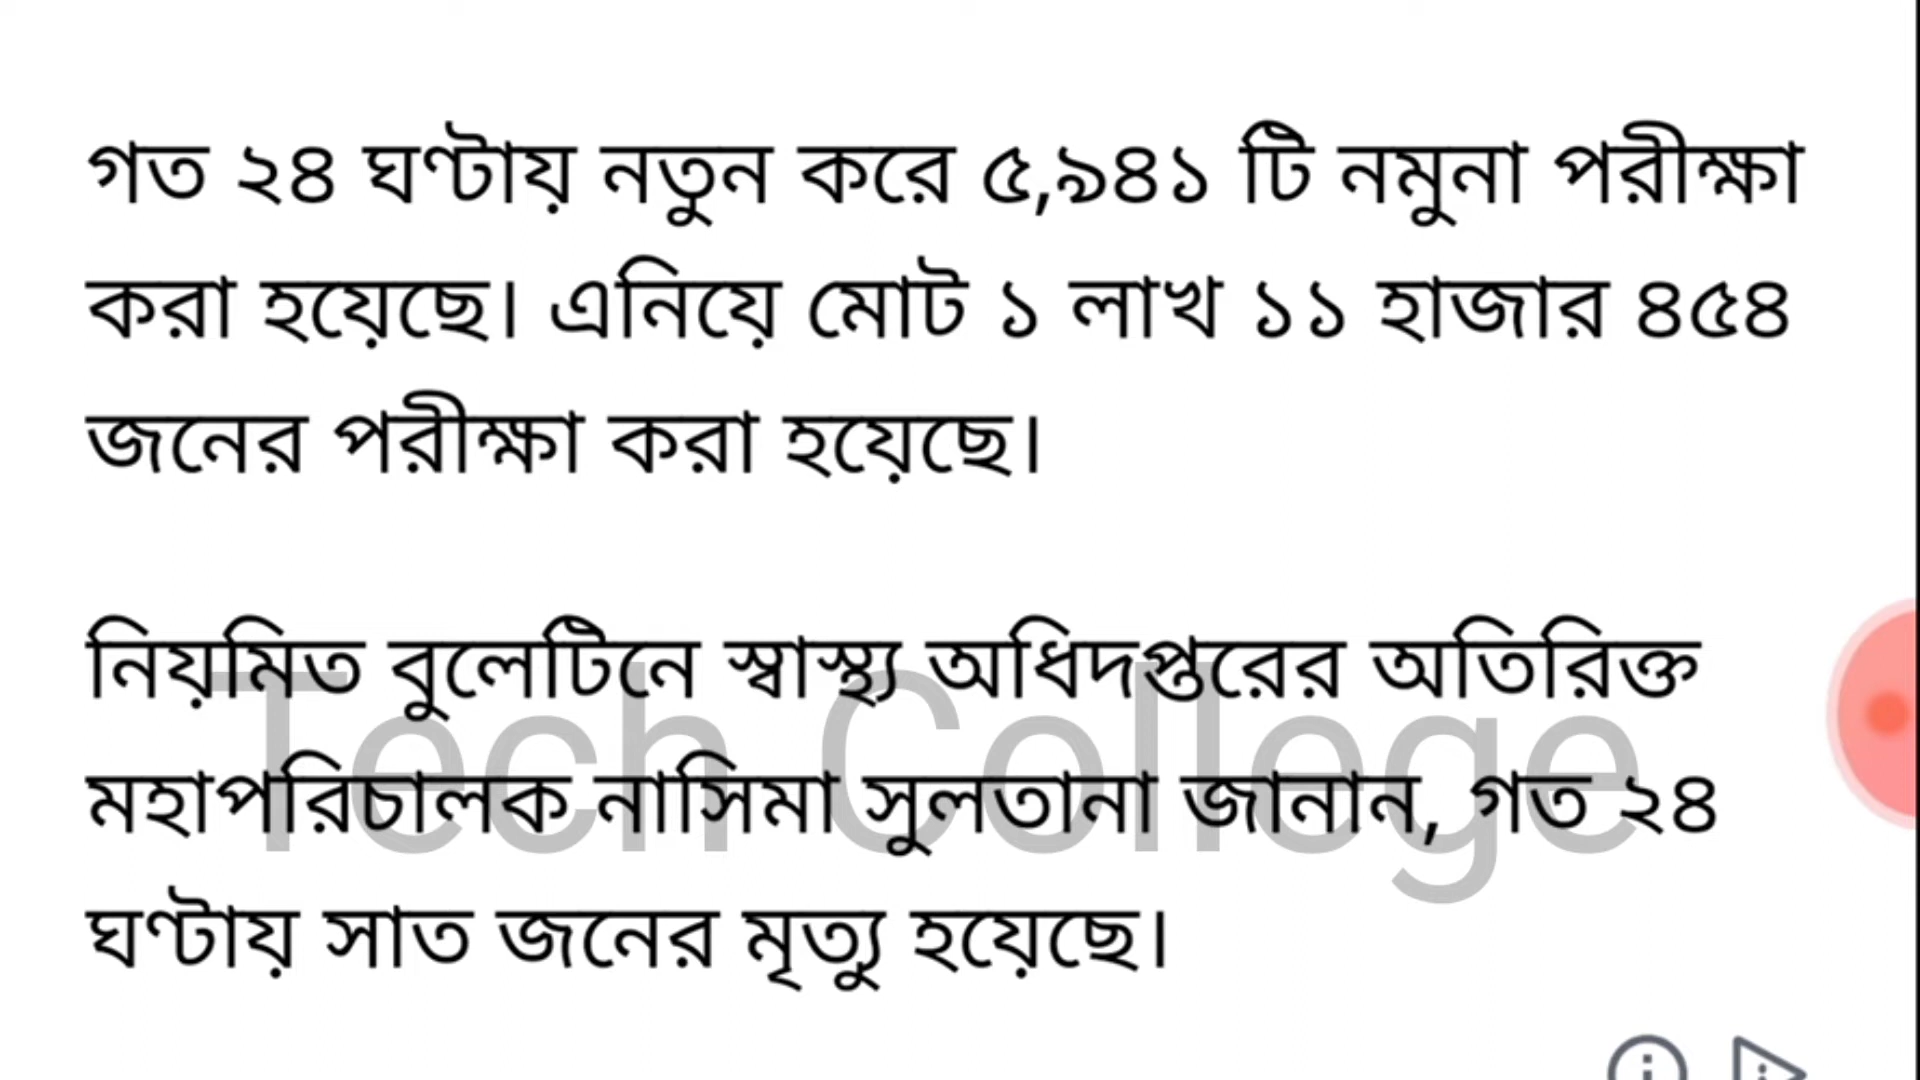 গত ২৪ ঘণ্টায় নতুন করে ৫,৯৪১ টি নমুনা পরীক্ষা
করা হয়েছে। এনিয়ে মোট ১ লাখ ১১ হাজার ৪৫৪
জনের পরীক্ষা করা হয়েছে।
নিয়মিত বুলেটিনে স্বাস্থ্য অধিদপ্তরের অতিরিক্ত
Tech College
মহাপরিচালক নাসিমা সুলতানা জানান, গত ২৪
ঘণ্টায় সাত জনের মৃত্যু হয়েছে।